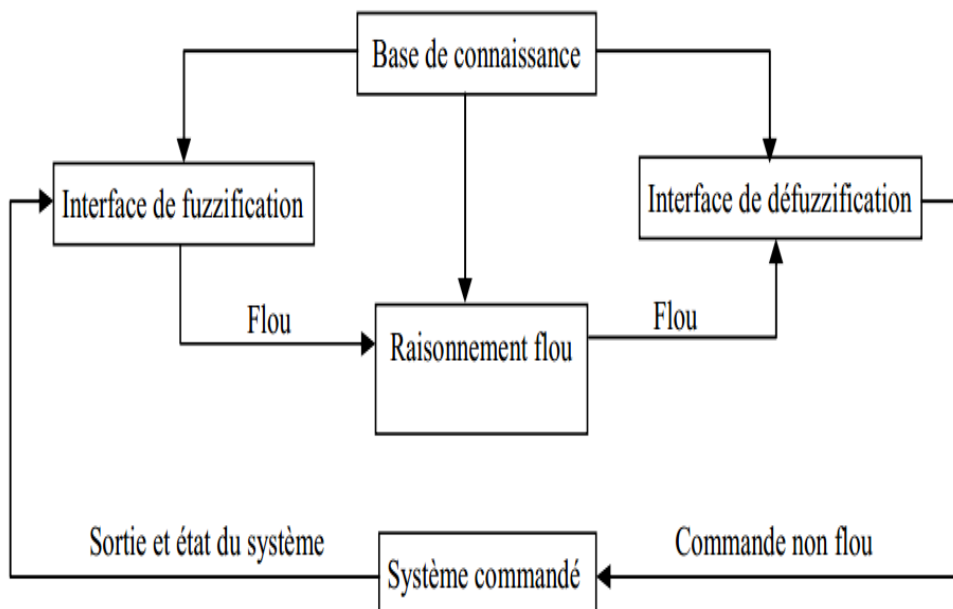 Base de connaissance
Interface de fuzzification
Interface de défuzzification
Flou
Flou
Raisonnement flou
Sortie et état du système
Commande non flou
Système commandé